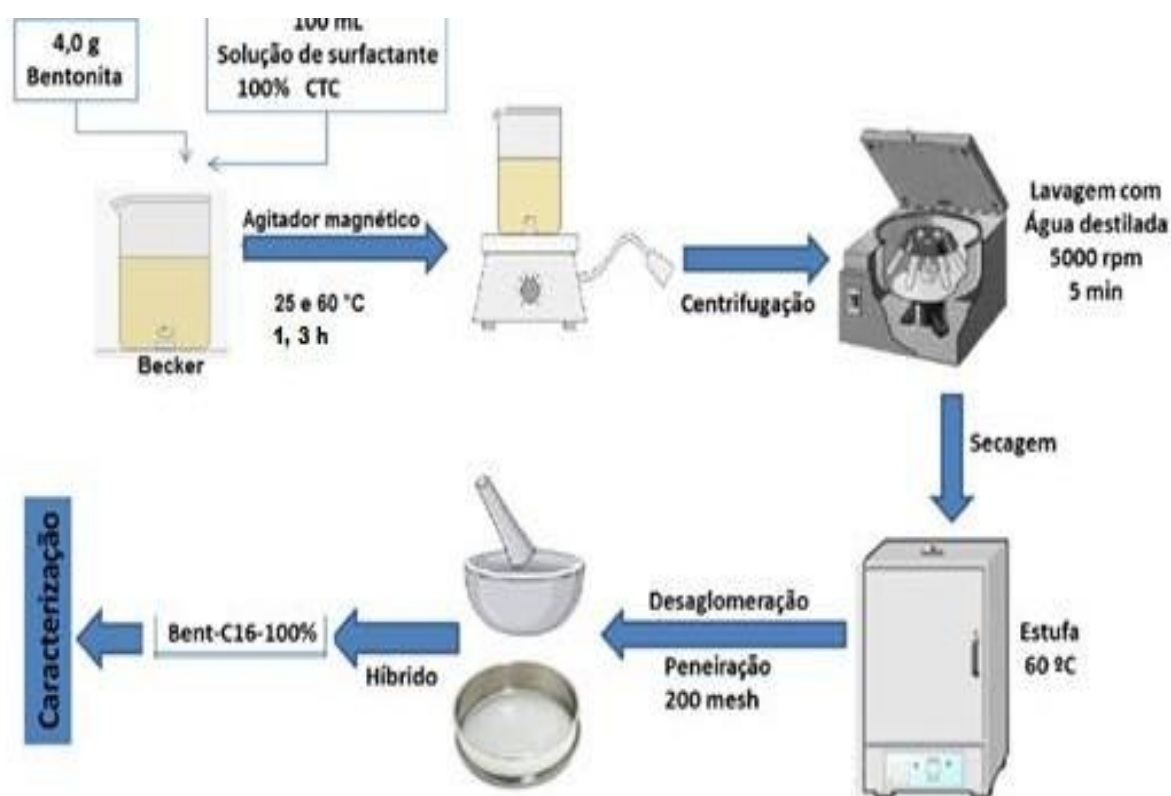 4,0 g
Bentonita
100 mL
Solução de surfactante
100% CTC
Agitador magnético
25 e 60 °C
1, 3 h
Becker
Centrifugação
Lavagem com
Água destilada
5000 rpm
5 min
Secagem
Estufa
60 ºC
Desaglomeração
Peneiração
200 mesh
Híbrido
Bent-C16-100%
Caracterização